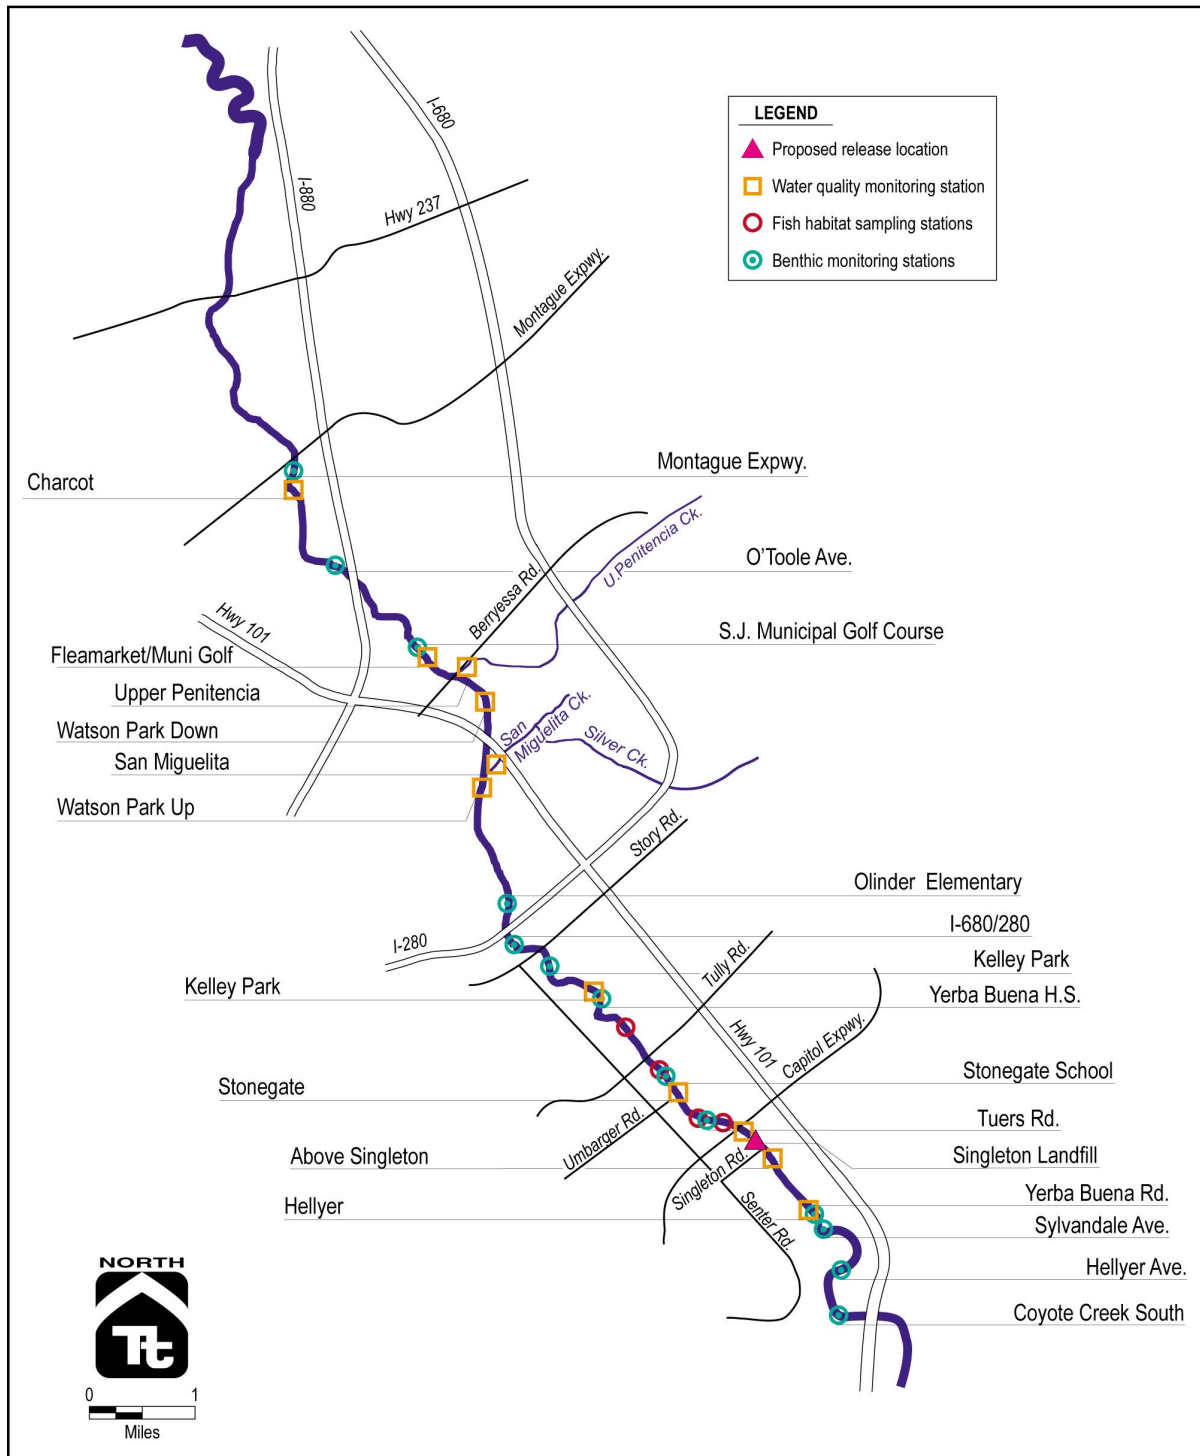 I-680
LEGEND
Proposed release location
Water quality monitoring station
Fish habitat sampling stations
Benthic monitoring stations
I-880
Hwy 237
Montague Expwy.
Montague Expwy.
Charcot
U.Penitencia Ck.
O'Toole Ave.
Berryessa Rd.
Hwy 101
S.J. Municipal Golf Course
Fleamarket/Muni Golf
Upper Penitencia
Watson Park Down
San
Miguelita Ck.
Silver Ck.
San Miguelita
Watson Park Up
Story Rd.
Olinder Elementary
I-680/280
I-280
Kelley Park
Tully Rd.
Kelley Park
Yerba Buena H.S.
Hwy 101
Capitol Expwy.
Stonegate School
Stonegate
Tuers Rd.
Umbarger Rd.
Above Singleton
Singleton Landfill
Singleton Rd.
Yerba Buena Rd.
Hellyer
Senter Rd.
Sylvandale Ave.
Hellyer Ave.
Coyote Creek South
NORTH
Tt
0 1
Miles